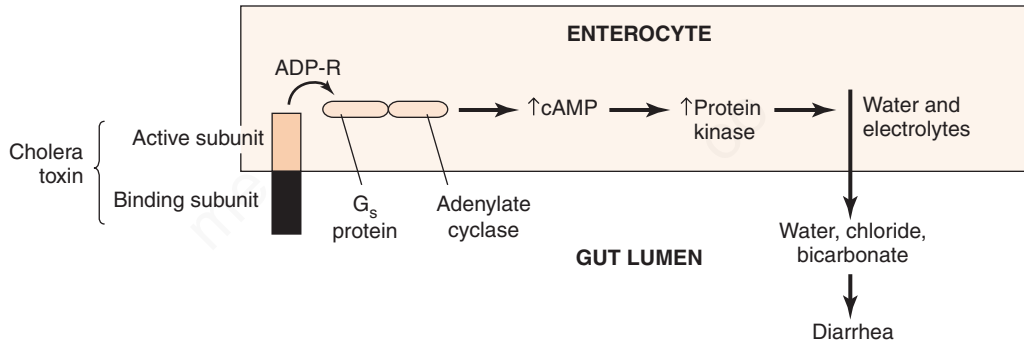 ENTEROCYTE
ADP-R
↑cAMP
↑Protein
kinase
Water and
electrolytes
Cholera
toxin
Active subunit
Binding subunit
Gs
protein
Adenylate
cyclase
GUT LUMEN
Water, chloride,
bicarbonate
Diarrhea